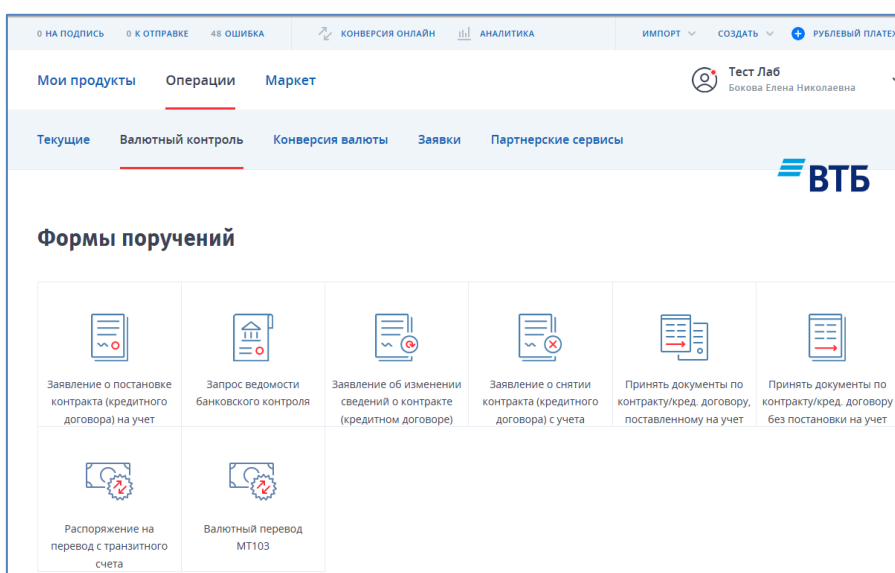 0 НА ПОДПИСЬ 0 К ОТПРАВКЕ 48 ОШИБКА КОНВЕРСИЯ ОНЛАЙН АНАЛИТИКА ИМПОРТ СОЗДАТЬ РУБЛЕВЫЙ
Мои продукты Операции Маркет
Тест Лаб
Бокова Елена Николаевна
Текущие Валютный контроль Конверсия валюты Заявки Партнерские сервисы
ВТБ
Формы поручений
Заявление о постановке
контракта (кредитного
договора) на учет
Запрос ведомости
банковского контроля
Заявление об изменении
сведений о контракте
(кредитном договоре)
Заявление о снятии
контракта (кредитного
договора) с учета
Принять документы по
контракту/кред. договору,
поставленному на учет
Принять документы по
контракту/кред. договору
без постановки на учет
Распоряжение на
перевод с транзитного
счета
Валютный перевод
МТ103